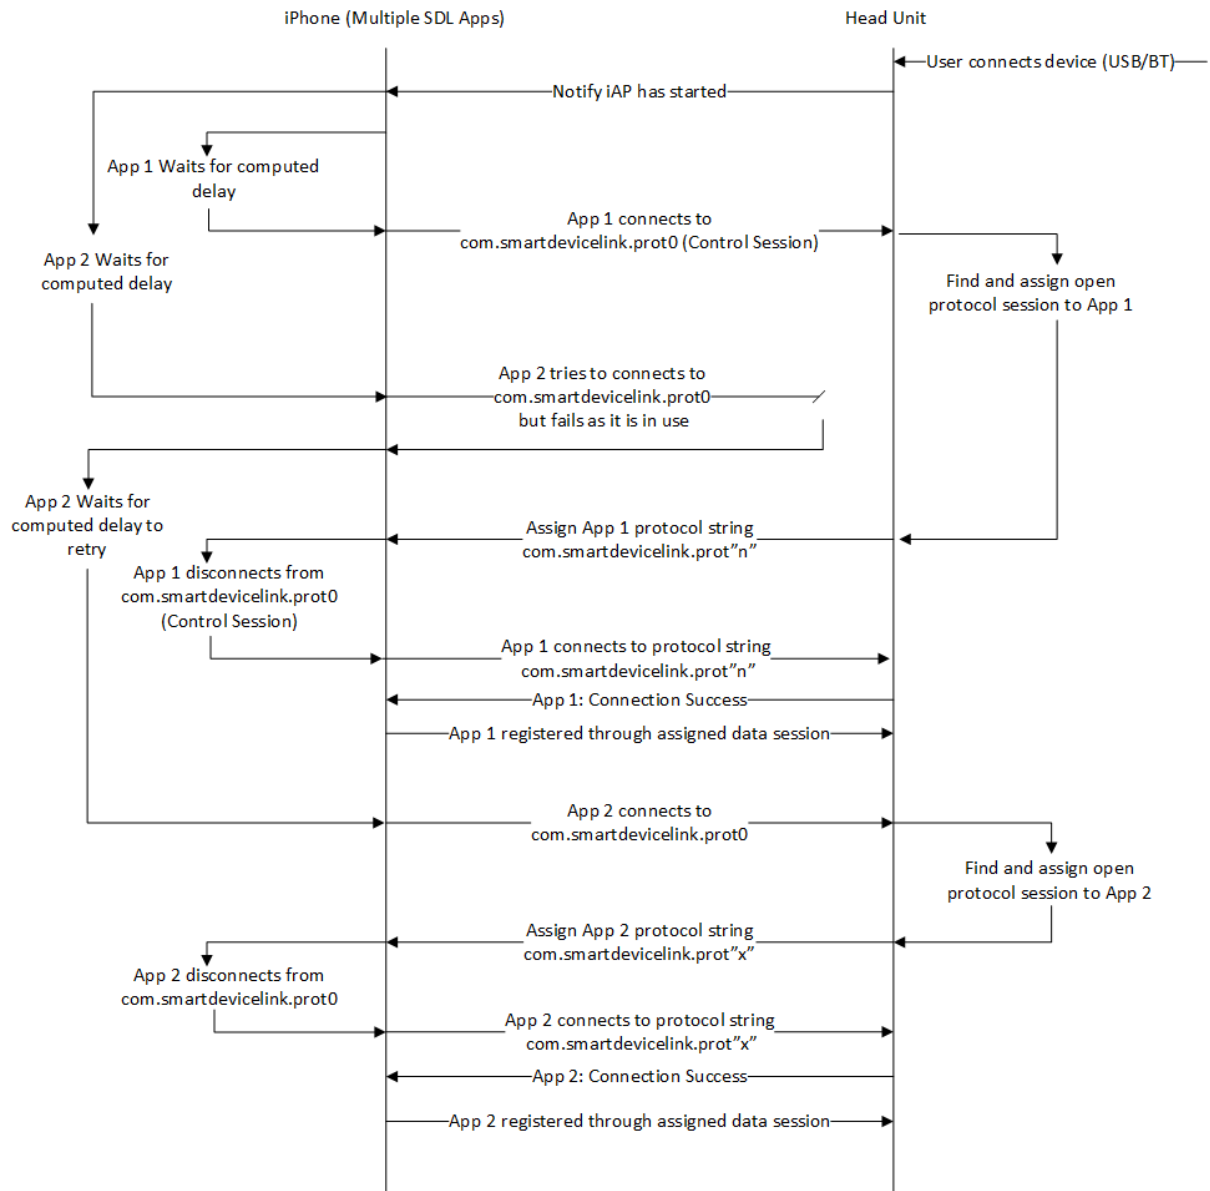 iPhone (Multiple SDL Apps)
Head Unit
User connects device (USB/BT)
Notify iAP has started
App 1 Waits for computed
delay
App 1 connects to
com.smartdevicelink.prot0 (Control Session)
App 2 Waits for
computed delay
Find and assign open
protocol session to App 1
App 2 tries to connects to
com.smartdevicelink.prot0
but fails as it is in use
App 2 Waits for
computed delay to
retry
Assign App 1 protocol string
com.smartdevicelink.prot”n”
App 1 disconnects from
com.smartdevicelink.prot0
(Control Session)
App 1 connects to protocol string
com.smartdevicelink.prot”n”
App 1: Connection Success
App 1 registered through assigned data session
App 2 connects to
com.smartdevicelink.prot0
Find and assign open
protocol session to App 2
Assign App 2 protocol string
com.smartdevicelink.prot”x”
App 2 disconnects from
com.smartdevicelink.prot0
App 2 connects to protocol string
com.smartdevicelink.prot”x”
App 2: Connection Success
App 2 registered through assigned data session